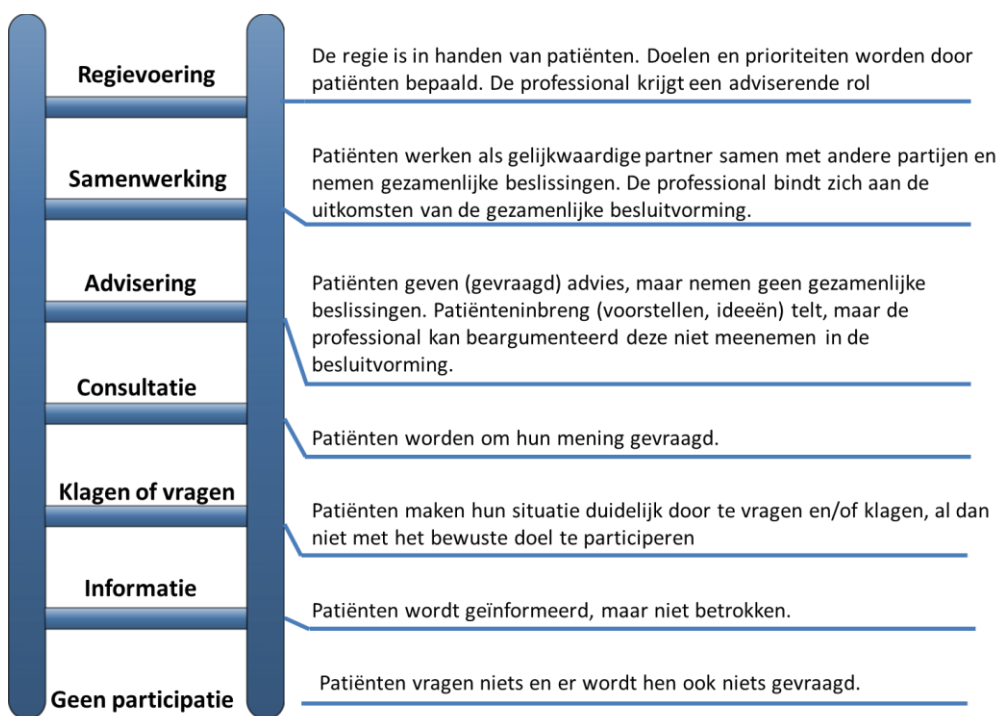 Regievoering
De regie is in handen van patiënten. Doelen en prioriteiten worden door
patiënten bepaald. De professional krijgt een adviserende rol
Samenwerking
Patiënten werken als gelijkwaardige partner samen met andere partijen en
nemen gezamenlijke beslissingen. De professional bindt zich aan de
uitkomsten van de gezamenlijke besluitvorming.
Advisering
Patiënten geven (gevraagd) advies, maar nemen geen gezamenlijke
beslissingen. Patiënteninbreng (voorstellen, ideeën) telt, maar de
professional kan beargumenteerd deze niet meenemen in de
besluitvorming.
Consultatie
Patiënten worden om hun mening gevraagd.
Klagen of vragen
Patiënten maken hun situatie duidelijk door te vragen en/of klagen, al dan
niet met het bewuste doel te participeren
Informatie
Patiënten wordt geïnformeerd, maar niet betrokken.
Geen participatie
Patiënten vragen niets en er wordt hen ook niets gevraagd.